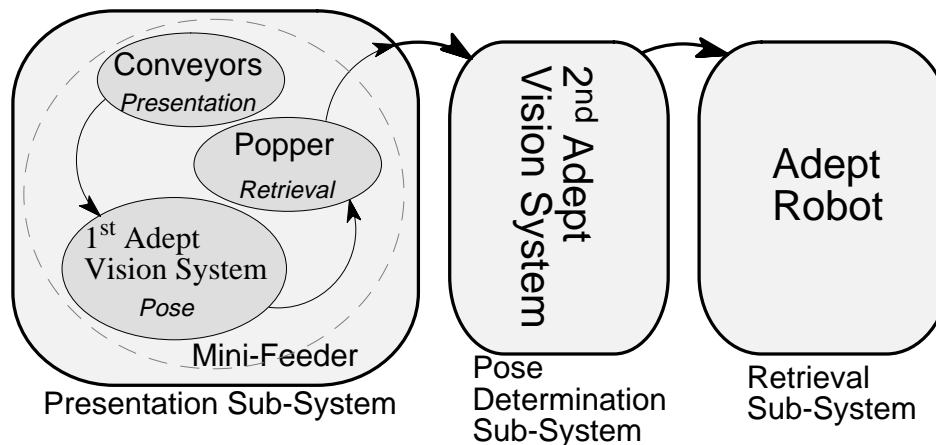 Conveyors
Presentation
Popper
Retrieval
1st Adept
Vision System
Pose
Mini-Feeder
Presentation Sub-System
2nd Adept
Vision System
Pose
Determination
Sub-System
Adept
Robot
Retrieval
Sub-System